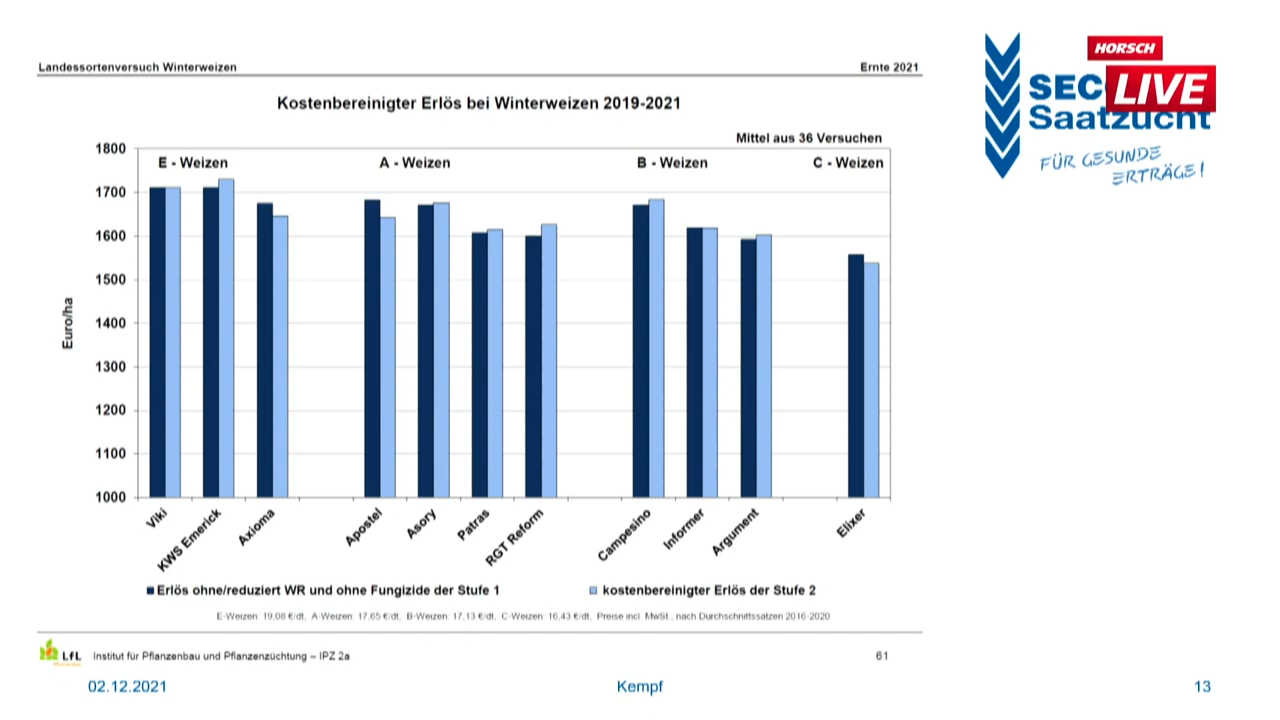 Landessortenversuch Winterweizen
Ernte 2021
HORSCH
LIVE
SEC
Saatzucht
FÜR GESUNDE
ERTRÄGE!
Kostenbereinigter Erlös bei Winterweizen 2019-2021
Mittel aus 36 Versuchen
E - Weizen
A - Weizen
B - Weizen
C - Weizen
1800
1700
1600
1500
1400
1300
1200
1100
1000
Euro/ha
Viki
KWS Emerick
Axioma
Apostel
Asory
Patras
RGT Reform
Campesino
Informer
Argument
Elixer
Erlös ohne/reduziert WR und ohne Fungizide der Stufe 1
kostenbereinigter Erlös der Stufe 2
E-Weizen: 19,08 €/dt, A-Weizen: 17,65 €/dt, B-Weizen: 17,13 €/dt, C-Weizen: 16,43 €/dt, Preise incl. MwSt., nach Durchschnittssätzen 2016-2020
LfL
Institut für Pflanzenbau und Pflanzenzüchtung – IPZ 2a
61
02.12.2021
Kempf
13